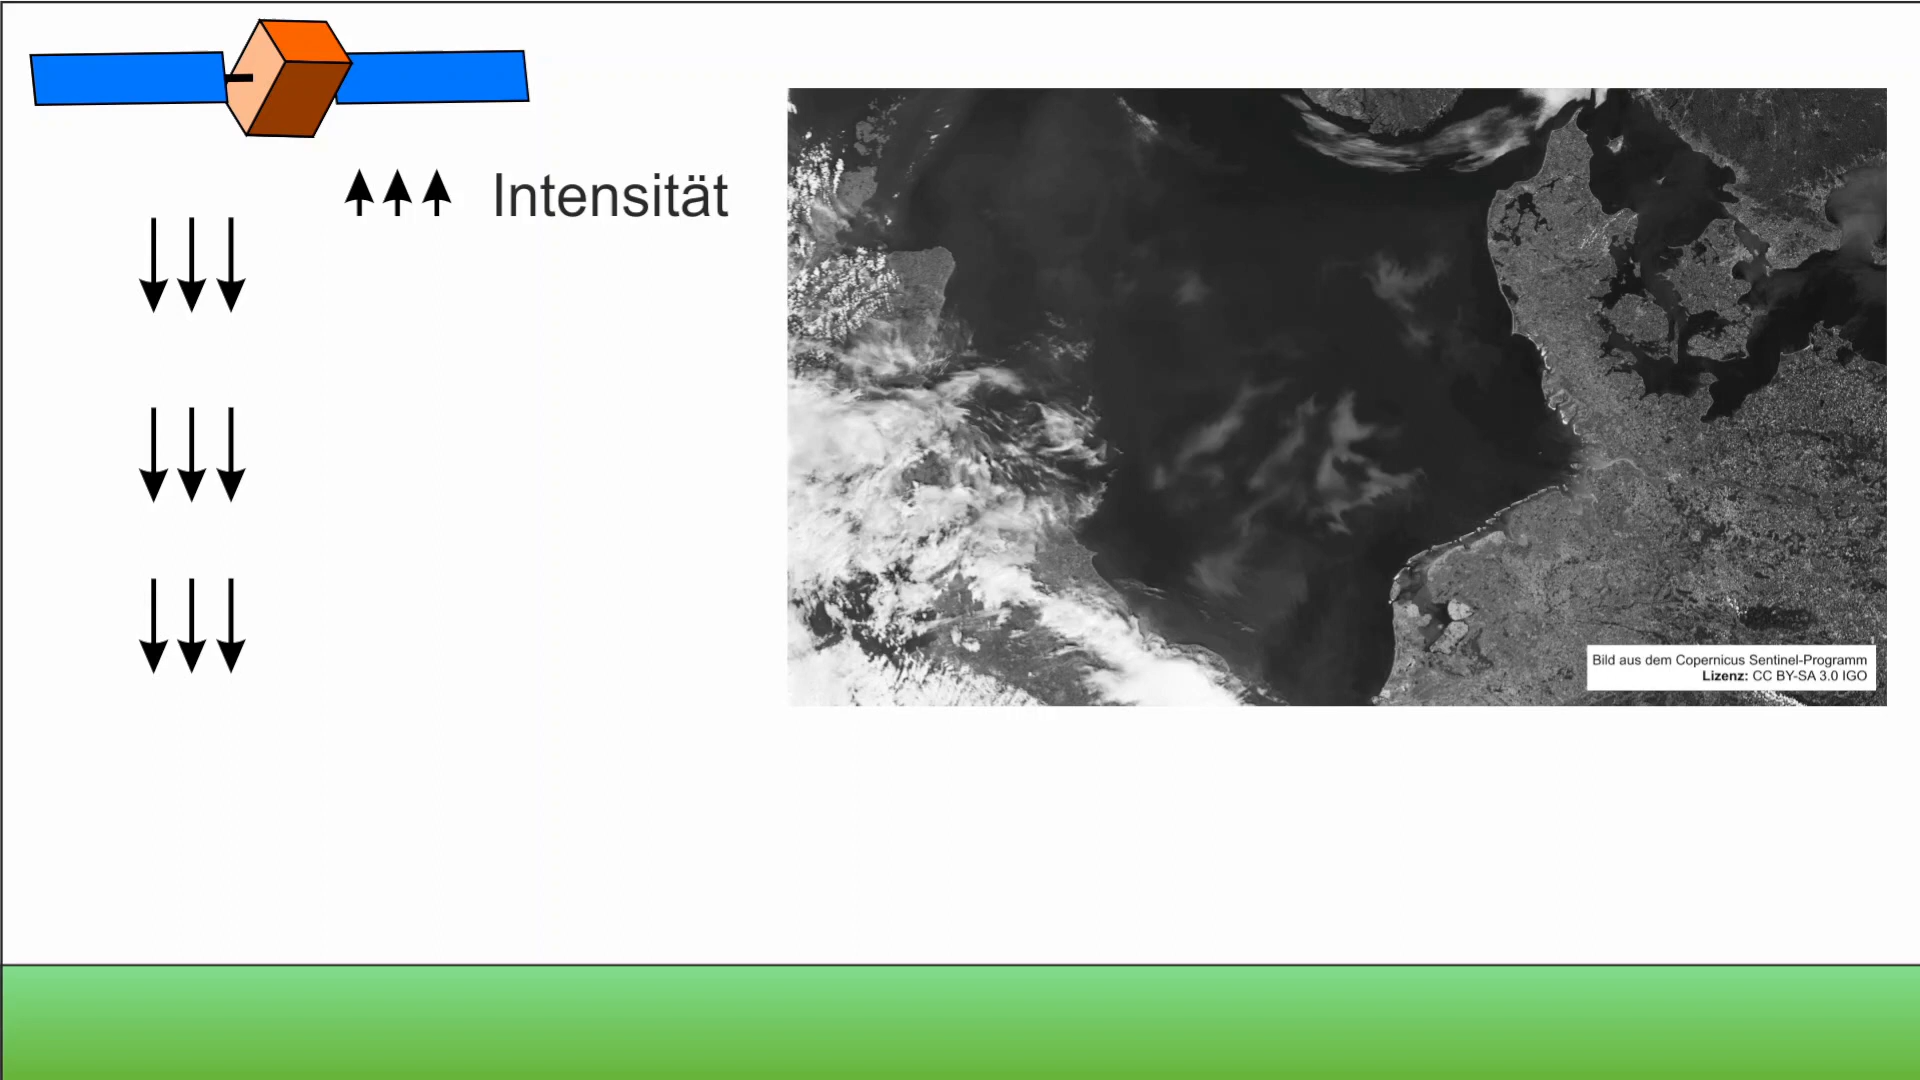 Intensität
Bild aus dem Copernicus Sentinel-Programm
Lizenz: CC BY-SA 3.0 IGO